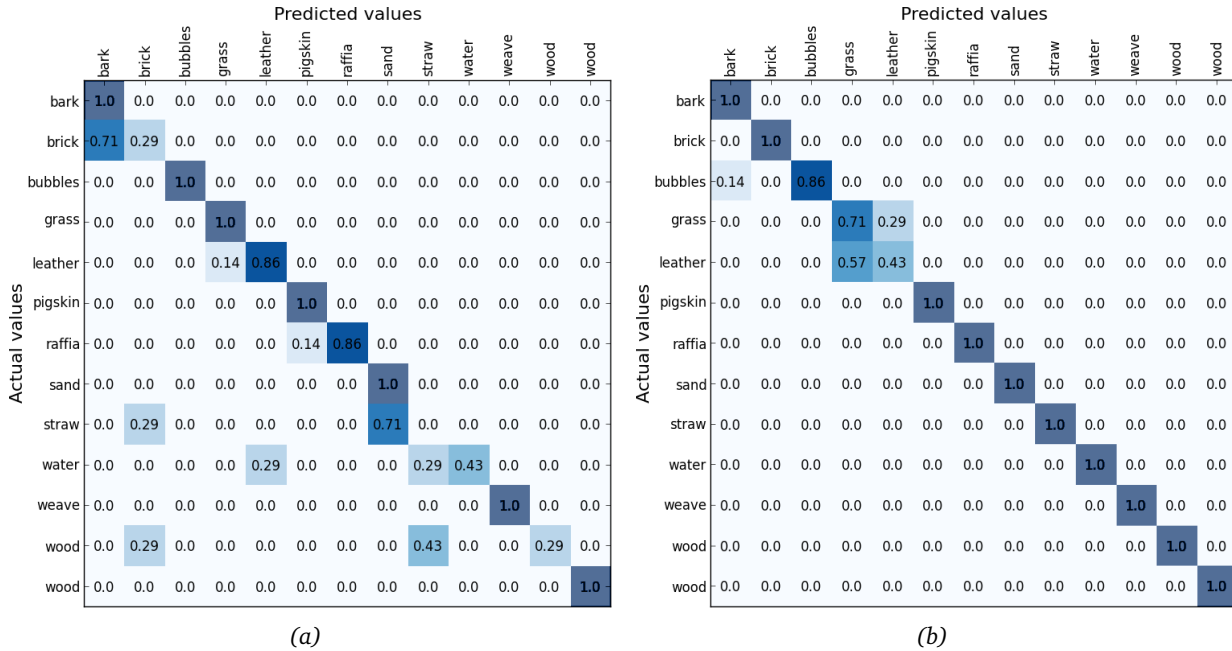 Predicted values
bark brick bubbles grass leather pigskin raffia sand straw water weave wood wood
Actual values
bark 1.0 0.0 0.0 0.0 0.0 0.0 0.0 0.0 0.0 0.0 0.0 0.0 0.0
brick 0.71 0.29 0.0 0.0 0.0 0.0 0.0 0.0 0.0 0.0 0.0 0.0 0.0
bubbles 0.0 0.0 1.0 0.0 0.0 0.0 0.0 0.0 0.0 0.0 0.0 0.0 0.0
grass 0.0 0.0 0.0 1.0 0.0 0.0 0.0 0.0 0.0 0.0 0.0 0.0 0.0
leather 0.0 0.0 0.0 0.14 0.86 0.0 0.0 0.0 0.0 0.0 0.0 0.0 0.0
pigskin 0.0 0.0 0.0 0.0 0.0 1.0 0.0 0.0 0.0 0.0 0.0 0.0 0.0
raffia 0.0 0.0 0.0 0.0 0.0 0.14 0.86 0.0 0.0 0.0 0.0 0.0 0.0
sand 0.0 0.0 0.0 0.0 0.0 0.0 0.0 1.0 0.0 0.0 0.0 0.0 0.0
straw 0.0 0.29 0.0 0.0 0.0 0.0 0.0 0.71 0.0 0.0 0.0 0.0 0.0
water 0.0 0.0 0.0 0.0 0.29 0.0 0.0 0.0 0.29 0.43 0.0 0.0 0.0
weave 0.0 0.0 0.0 0.0 0.0 0.0 0.0 0.0 0.0 0.0 1.0 0.0 0.0
wood 0.0 0.29 0.0 0.0 0.0 0.0 0.0 0.0 0.43 0.0 0.0 0.29 0.0
wood 0.0 0.0 0.0 0.0 0.0 0.0 0.0 0.0 0.0 0.0 0.0 0.0 1.0
(a)
Predicted values
bark brick bubbles grass leather pigskin raffia sand straw water weave wood wood
Actual values
bark 1.0 0.0 0.0 0.0 0.0 0.0 0.0 0.0 0.0 0.0 0.0 0.0 0.0
brick 0.0 1.0 0.0 0.0 0.0 0.0 0.0 0.0 0.0 0.0 0.0 0.0 0.0
bubbles 0.14 0.0 0.86 0.0 0.0 0.0 0.0 0.0 0.0 0.0 0.0 0.0 0.0
grass 0.0 0.0 0.0 0.71 0.29 0.0 0.0 0.0 0.0 0.0 0.0 0.0 0.0
leather 0.0 0.0 0.0 0.57 0.43 0.0 0.0 0.0 0.0 0.0 0.0 0.0 0.0
pigskin 0.0 0.0 0.0 0.0 0.0 1.0 0.0 0.0 0.0 0.0 0.0 0.0 0.0
raffia 0.0 0.0 0.0 0.0 0.0 0.0 1.0 0.0 0.0 0.0 0.0 0.0 0.0
sand 0.0 0.0 0.0 0.0 0.0 0.0 0.0 1.0 0.0 0.0 0.0 0.0 0.0
straw 0.0 0.0 0.0 0.0 0.0 0.0 0.0 0.0 1.0 0.0 0.0 0.0 0.0
water 0.0 0.0 0.0 0.0 0.0 0.0 0.0 0.0 0.0 1.0 0.0 0.0 0.0
weave 0.0 0.0 0.0 0.0 0.0 0.0 0.0 0.0 0.0 0.0 1.0 0.0 0.0
wood 0.0 0.0 0.0 0.0 0.0 0.0 0.0 0.0 0.0 0.0 0.0 1.0 0.0
wood 0.0 0.0 0.0 0.0 0.0 0.0 0.0 0.0 0.0 0.0 0.0 0.0 1.0
(b)